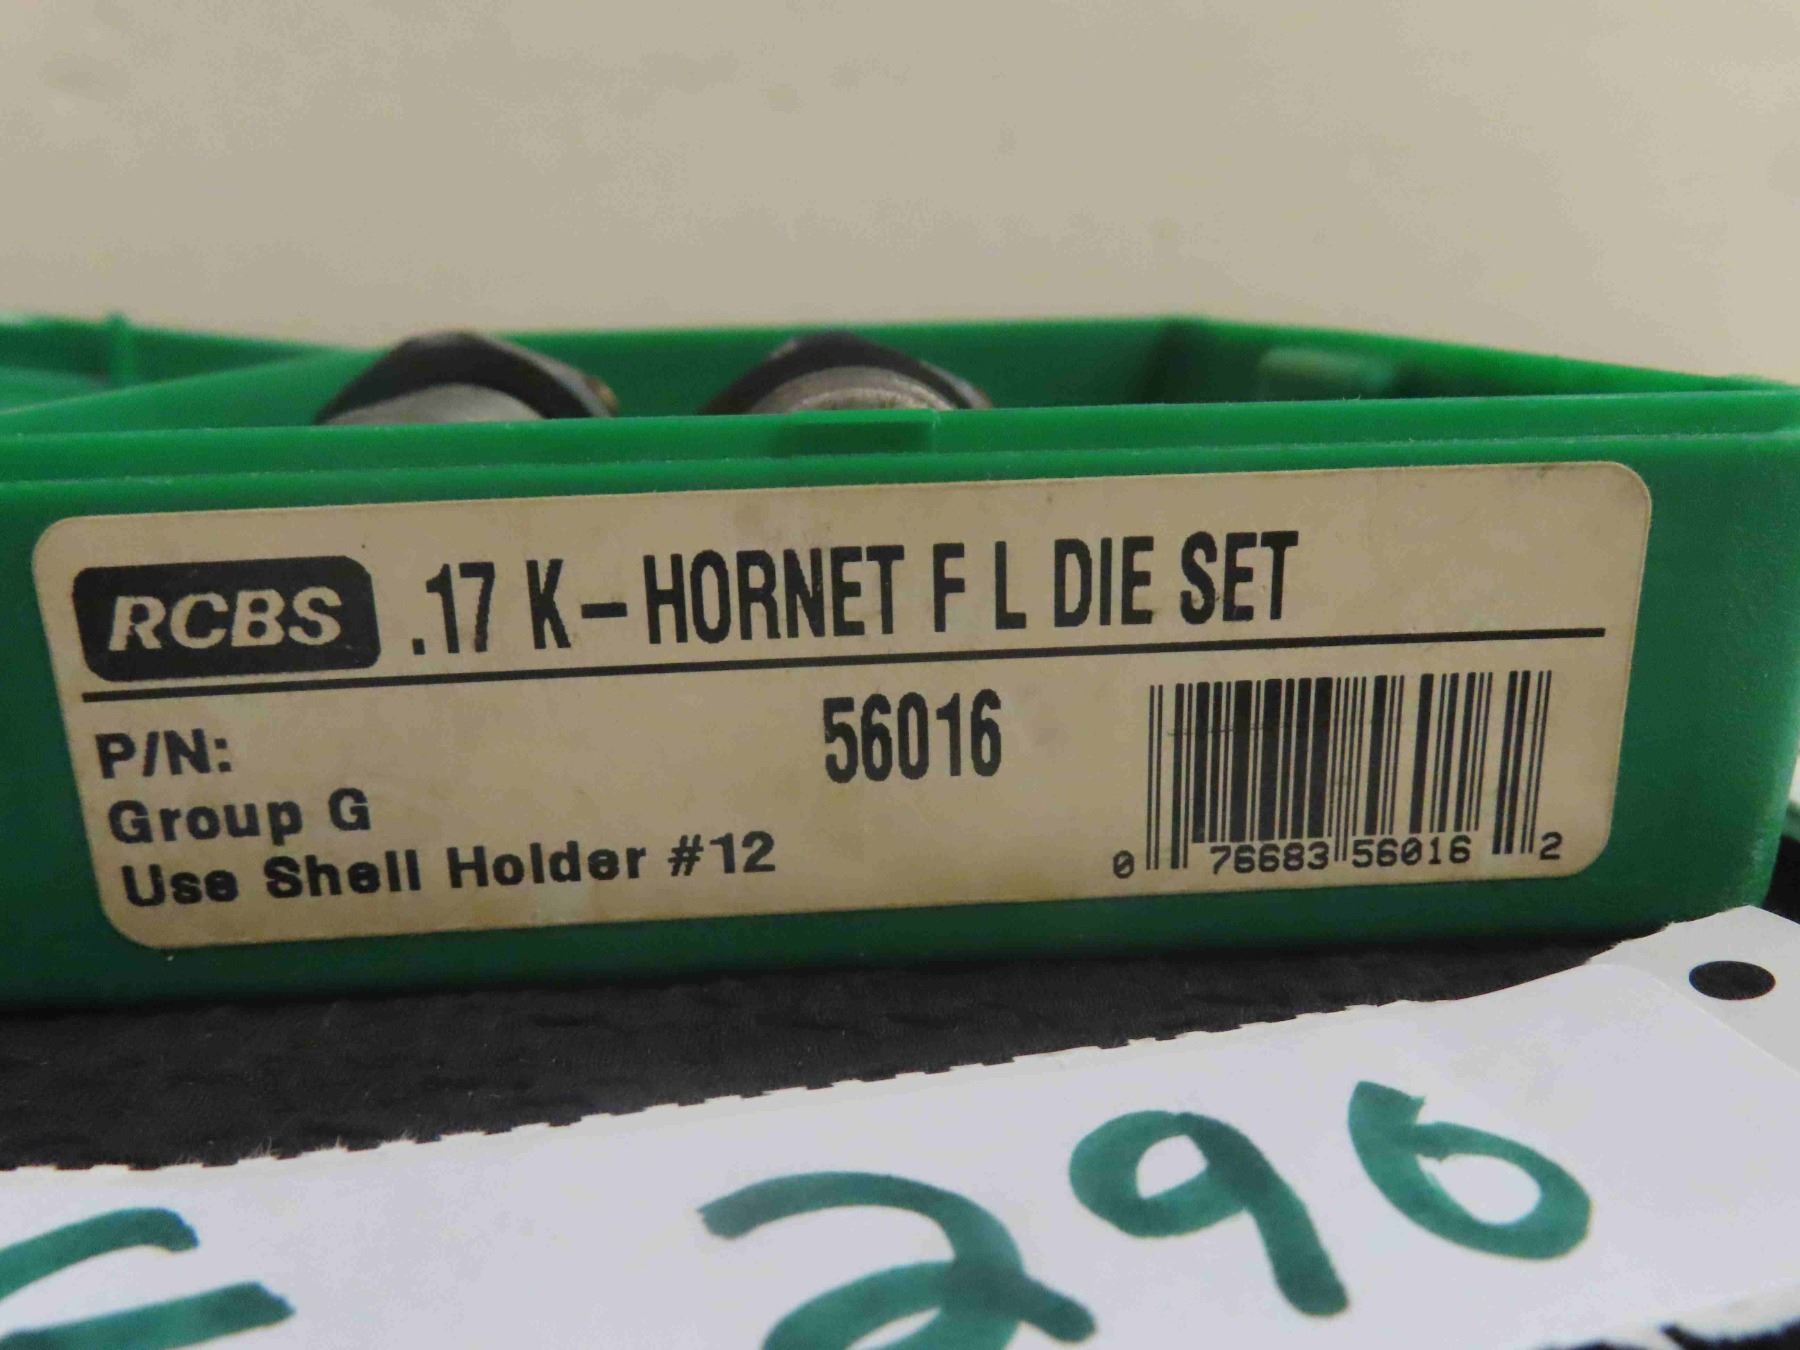 RCBS .17 K-HORNET F L DIE SET
P/N: 56016
Group G
Use Shell Holder #12
0 76683 56016 2
296